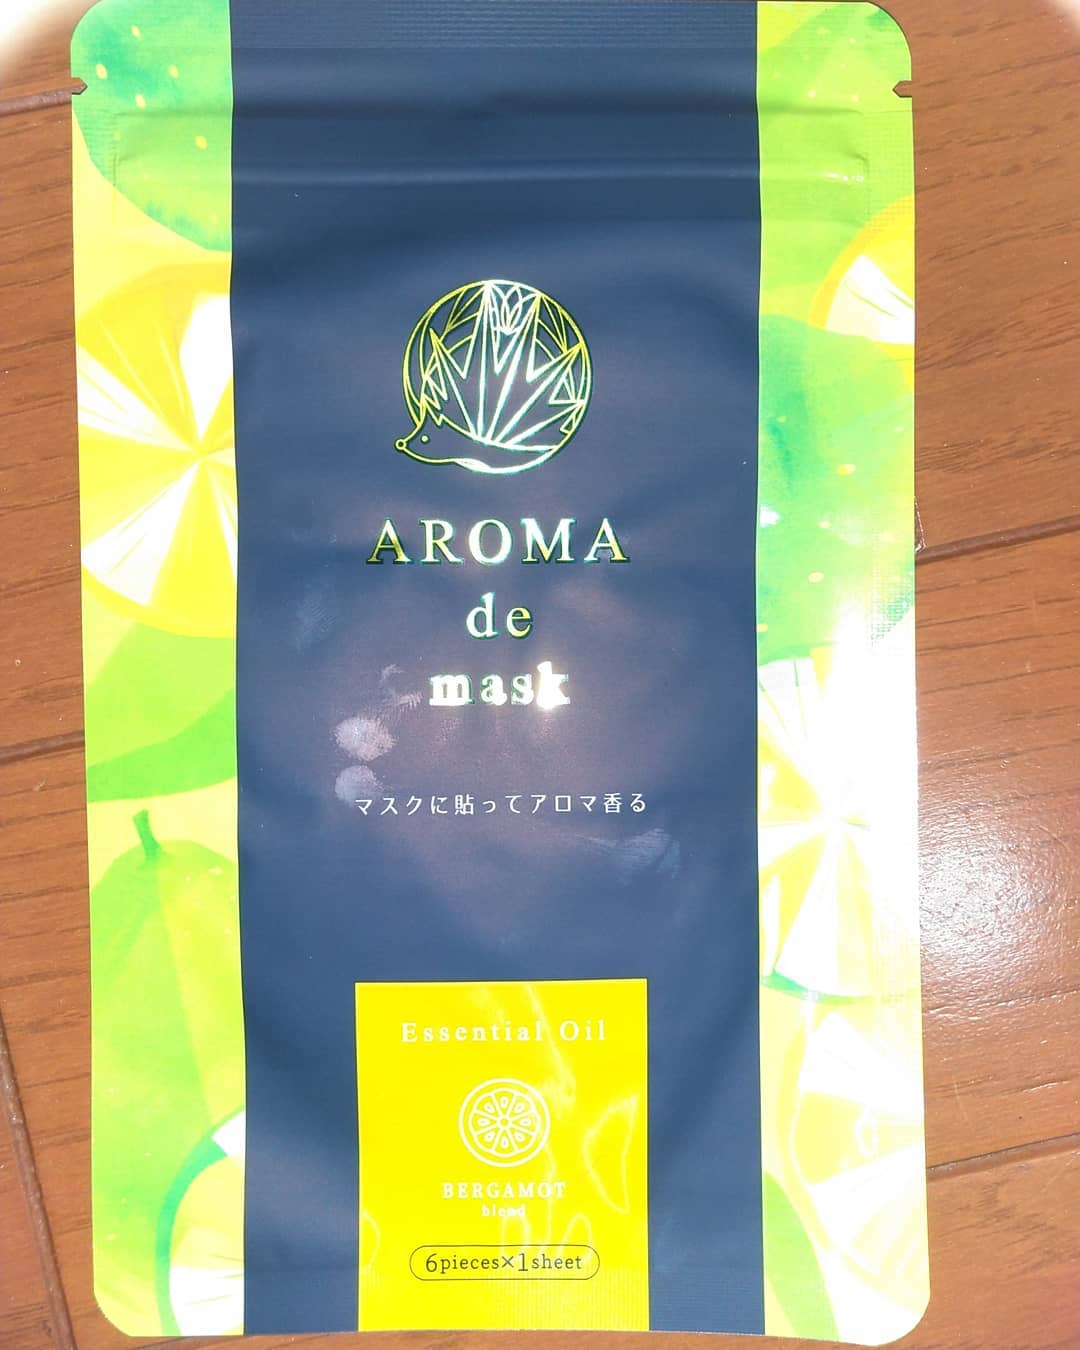 AROMA
de
mask
マスクに貼ってアロマ香る
Essential Oil
BERGAMOT
blend
6pieces×1sheet